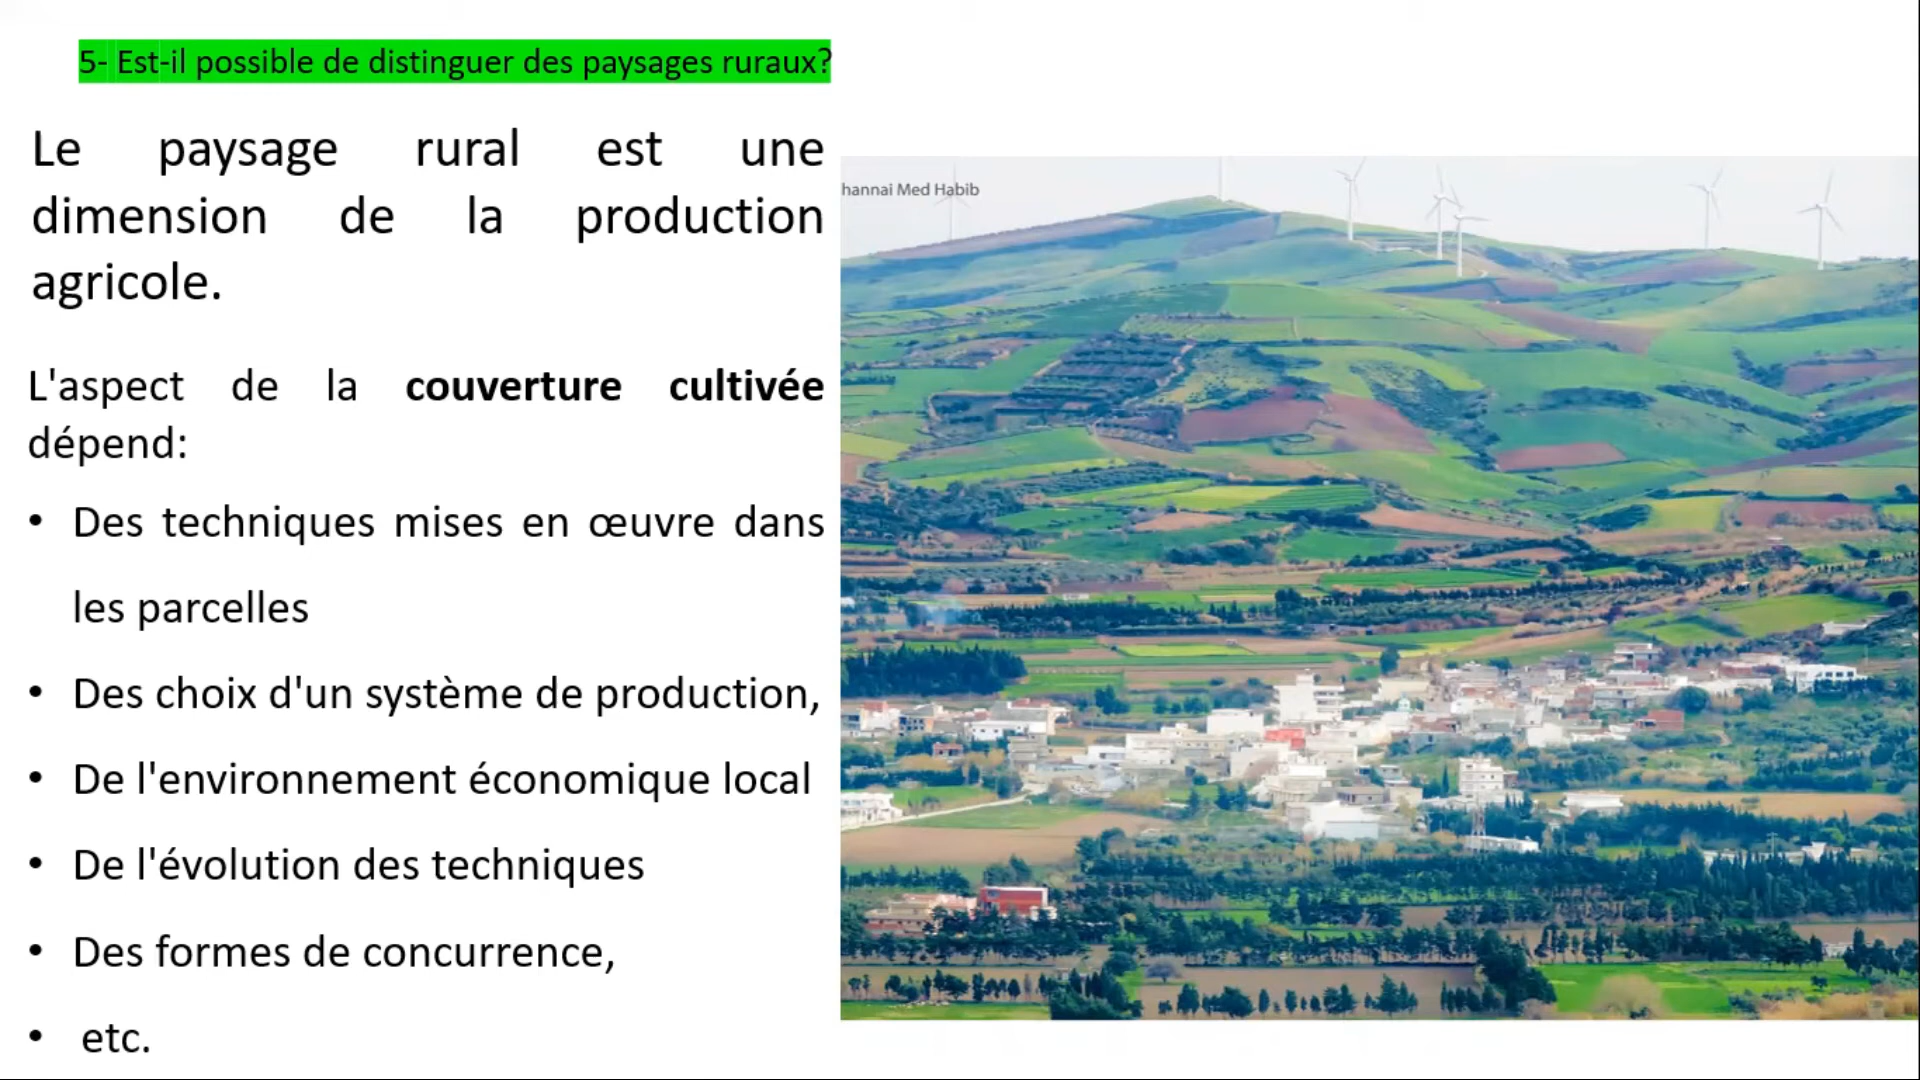 5- Est-il possible de distinguer des paysages ruraux?
Le paysage rural est une
dimension de la production
agricole.
L'aspect de la couverture cultivée
dépend:
• Des techniques mises en œuvre dans
les parcelles
• Des choix d'un système de production,
• De l'environnement économique local
• De l'évolution des techniques
• Des formes de concurrence,
• etc.
hannai Med Habib